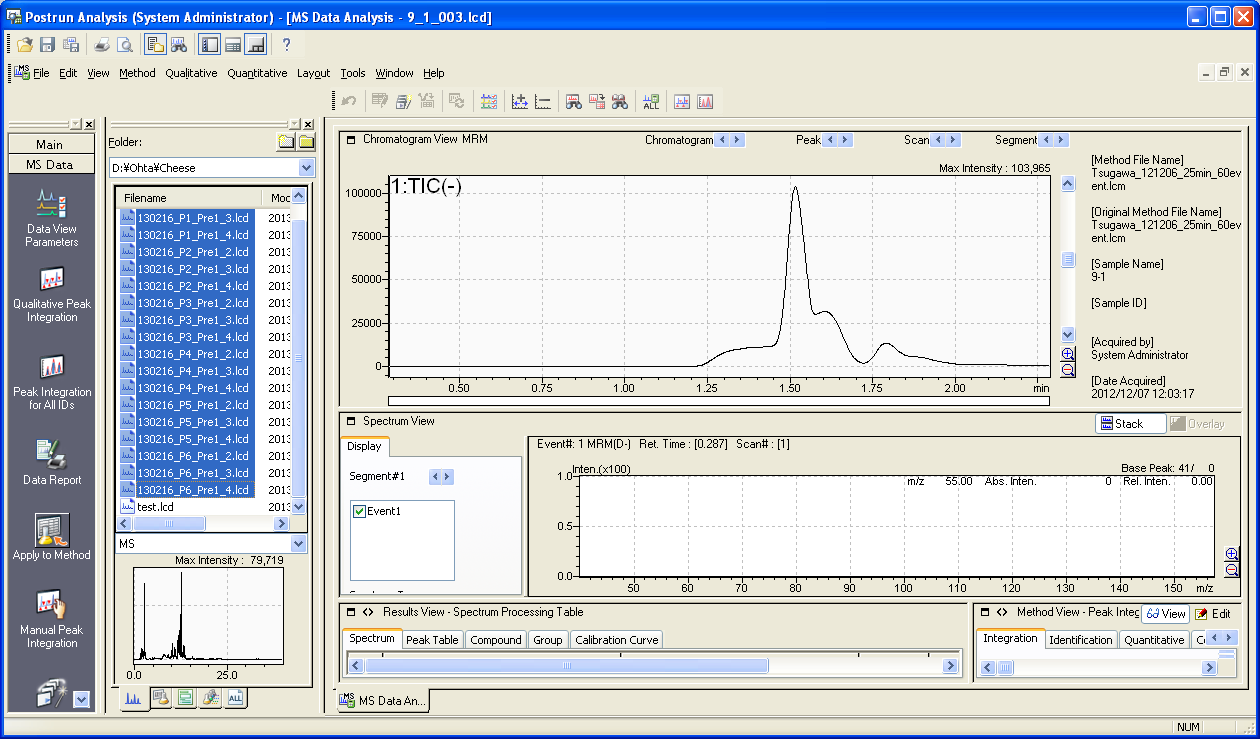 Postrun Analysis (System Administrator) - [MS Data Analysis - 9_1_003.lcd]
File Edit View Method Qualitative Quantitative Layout Tools Window Help
Main
MS Data
Data View
Parameters
Qualitative Peak
Integration
Peak Integration
for All IDs
Data Report
Apply to Method
Manual Peak
Integration
Folder:
D:¥Ohta¥Cheese
Filename Moc
130216_P1_Pre1_3.lcd 2013
130216_P1_Pre1_4.lcd 2013
130216_P2_Pre1_2.lcd 2013
130216_P2_Pre1_3.lcd 2013
130216_P2_Pre1_4.lcd 2013
130216_P3_Pre1_2.lcd 2013
130216_P3_Pre1_3.lcd 2013
130216_P3_Pre1_4.lcd 2013
130216_P4_Pre1_2.lcd 2013
130216_P4_Pre1_3.lcd 2013
130216_P4_Pre1_4.lcd 2013
130216_P5_Pre1_2.lcd 2013
130216_P5_Pre1_3.lcd 2013
130216_P5_Pre1_4.lcd 2013
130216_P6_Pre1_2.lcd 2013
130216_P6_Pre1_3.lcd 2013
130216_P6_Pre1_4.lcd 2013
test.lcd 2013
MS
Max Intensity : 79,719
0.0 25.0
ALL
ALL
Chromatogram View MRM Chromatogram Peak Scan Segment
Max Intensity : 103,965
1:TIC(-)
100000
75000
50000
25000
0
0.50 0.75 1.00 1.25 1.50 1.75 2.00 min
[Method File Name]
Tsugawa_121206_25min_60ev
ent.lcm
[Original Method File Name]
Tsugawa_121206_25min_60ev
ent.lcm
[Sample Name]
9-1
[Sample ID]
[Acquired by]
System Administrator
[Date Acquired]
2012/12/07 12:03:17
Spectrum View Stack Overlay
Display
Segment#1
Event1
Event#: 1 MRM(D-) Ret. Time : [0.287] Scan# : [1]
Inten.(x100) Base Peak: 41/ 0
m/z 55.00 Abs. Inten. 0 Rel. Inten. 0.00
1.0
0.5
0.0
50 60 70 80 90 100 110 120 130 140 150 m/z
Results View - Spectrum Processing Table
Spectrum Peak Table Compound Group Calibration Curve
Method View - Peak Integ View Edit
Integration Identification Quantitative
MS Data An...
NUM